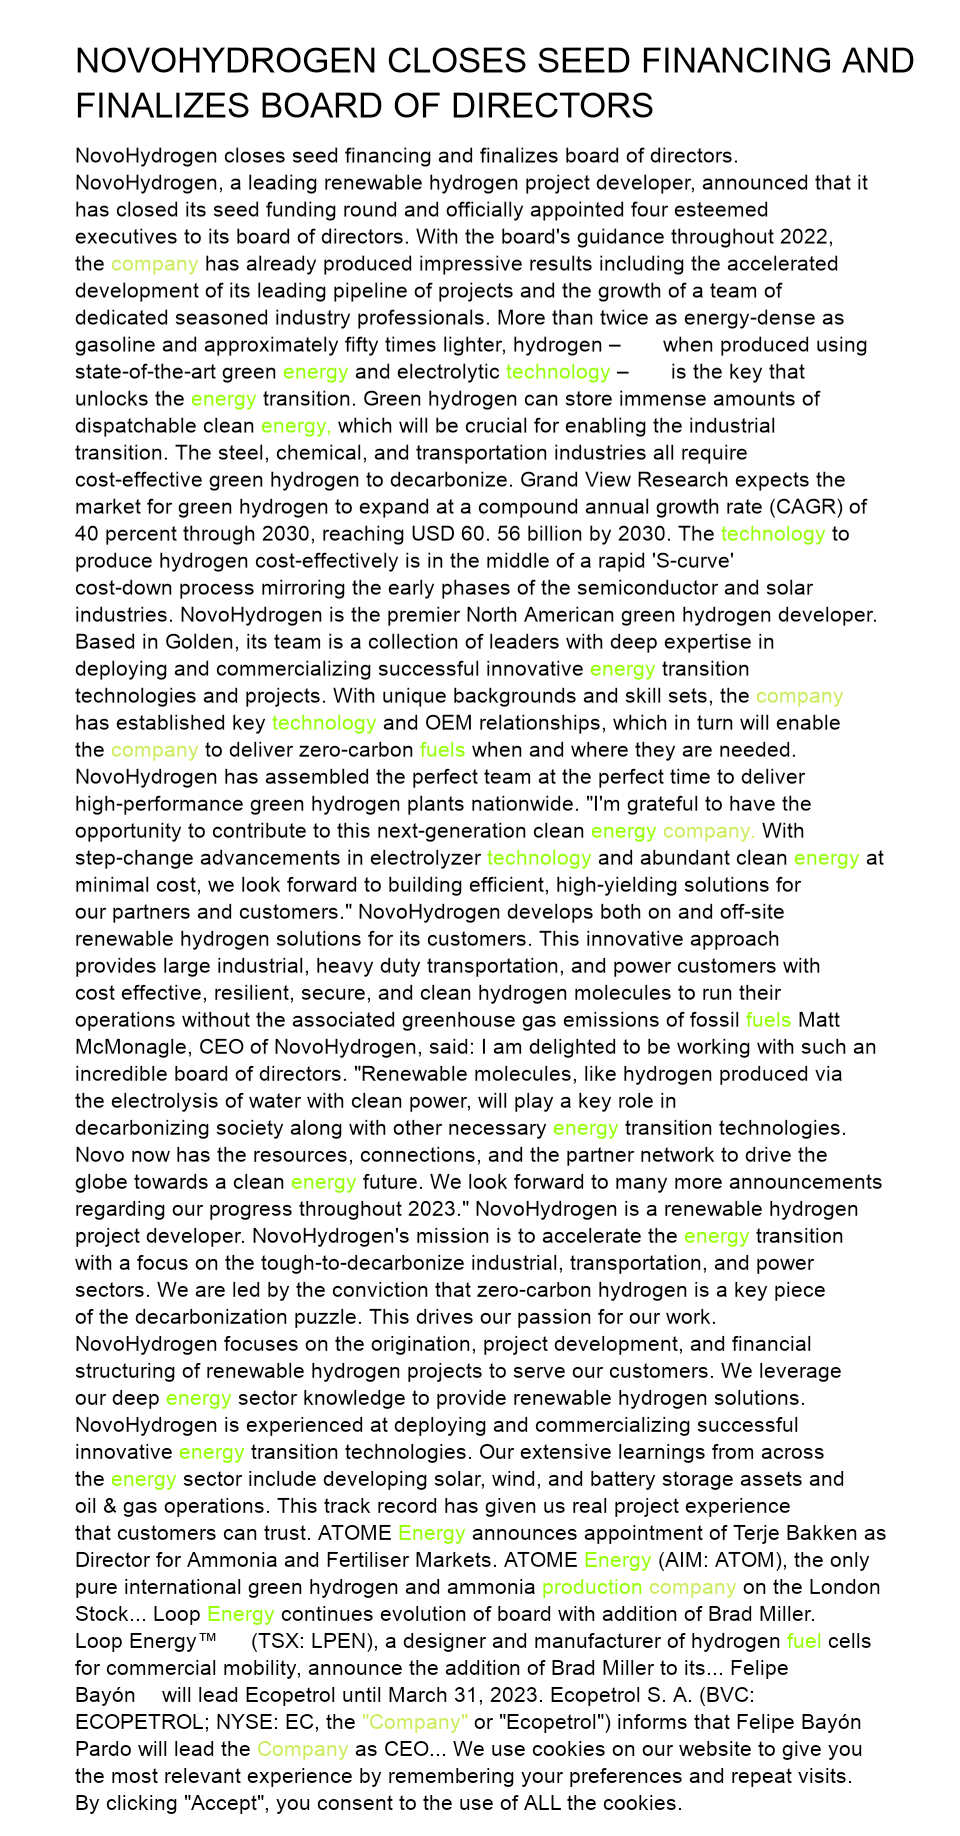 NOVOHYDROGEN CLOSES SEED FINANCING AND
FINALIZES BOARD OF DIRECTORS
NovoHydrogen closes seed financing and finalizes board of directors.
NovoHydrogen, a leading renewable hydrogen project developer, announced that it
has closed its seed funding round and officially appointed four esteemed
executives to its board of directors. With the board's guidance throughout 2022,
the company has already produced impressive results including the accelerated
development of its leading pipeline of projects and the growth of a team of
dedicated seasoned industry professionals. More than twice as energy-dense as
gasoline and approximately fifty times lighter, hydrogen – when produced using
state-of-the-art green energy and electrolytic technology – is the key that
unlocks the energy transition. Green hydrogen can store immense amounts of
dispatchable clean energy, which will be crucial for enabling the industrial
transition. The steel, chemical, and transportation industries all require
cost-effective green hydrogen to decarbonize. Grand View Research expects the
market for green hydrogen to expand at a compound annual growth rate (CAGR) of
40 percent through 2030, reaching USD 60. 56 billion by 2030. The technology to
produce hydrogen cost-effectively is in the middle of a rapid 'S-curve'
cost-down process mirroring the early phases of the semiconductor and solar
industries. NovoHydrogen is the premier North American green hydrogen developer.
Based in Golden, its team is a collection of leaders with deep expertise in
deploying and commercializing successful innovative energy transition
technologies and projects. With unique backgrounds and skill sets, the company
has established key technology and OEM relationships, which in turn will enable
the company to deliver zero-carbon fuels when and where they are needed.
NovoHydrogen has assembled the perfect team at the perfect time to deliver
high-performance green hydrogen plants nationwide. "I'm grateful to have the
opportunity to contribute to this next-generation clean energy company. With
step-change advancements in electrolyzer technology and abundant clean energy at
minimal cost, we look forward to building efficient, high-yielding solutions for
our partners and customers." NovoHydrogen develops both on and off-site
renewable hydrogen solutions for its customers. This innovative approach
provides large industrial, heavy duty transportation, and power customers with
cost effective, resilient, secure, and clean hydrogen molecules to run their
operations without the associated greenhouse gas emissions of fossil fuels Matt
McMonagle, CEO of NovoHydrogen, said: I am delighted to be working with such an
incredible board of directors. "Renewable molecules, like hydrogen produced via
the electrolysis of water with clean power, will play a key role in
decarbonizing society along with other necessary energy transition technologies.
Novo now has the resources, connections, and the partner network to drive the
globe towards a clean energy future. We look forward to many more announcements
regarding our progress throughout 2023." NovoHydrogen is a renewable hydrogen
project developer. NovoHydrogen's mission is to accelerate the energy transition
with a focus on the tough-to-decarbonize industrial, transportation, and power
sectors. We are led by the conviction that zero-carbon hydrogen is a key piece
of the decarbonization puzzle. This drives our passion for our work.
NovoHydrogen focuses on the origination, project development, and financial
structuring of renewable hydrogen projects to serve our customers. We leverage
our deep energy sector knowledge to provide renewable hydrogen solutions.
NovoHydrogen is experienced at deploying and commercializing successful
innovative energy transition technologies. Our extensive learnings from across
the energy sector include developing solar, wind, and battery storage assets and
oil & gas operations. This track record has given us real project experience
that customers can trust. ATOME Energy announces appointment of Terje Bakken as
Director for Ammonia and Fertiliser Markets. ATOME Energy (AIM: ATOM), the only
pure international green hydrogen and ammonia production company on the London
Stock... Loop Energy continues evolution of board with addition of Brad Miller.
Loop Energy™ (TSX: LPEN), a designer and manufacturer of hydrogen fuel cells
for commercial mobility, announce the addition of Brad Miller to its... Felipe
Bayón will lead Ecopetrol until March 31, 2023. Ecopetrol S. A. (BVC:
ECOPETROL; NYSE: EC, the "Company" or "Ecopetrol") informs that Felipe Bayón
Pardo will lead the Company as CEO... We use cookies on our website to give you
the most relevant experience by remembering your preferences and repeat visits.
By clicking "Accept", you consent to the use of ALL the cookies.